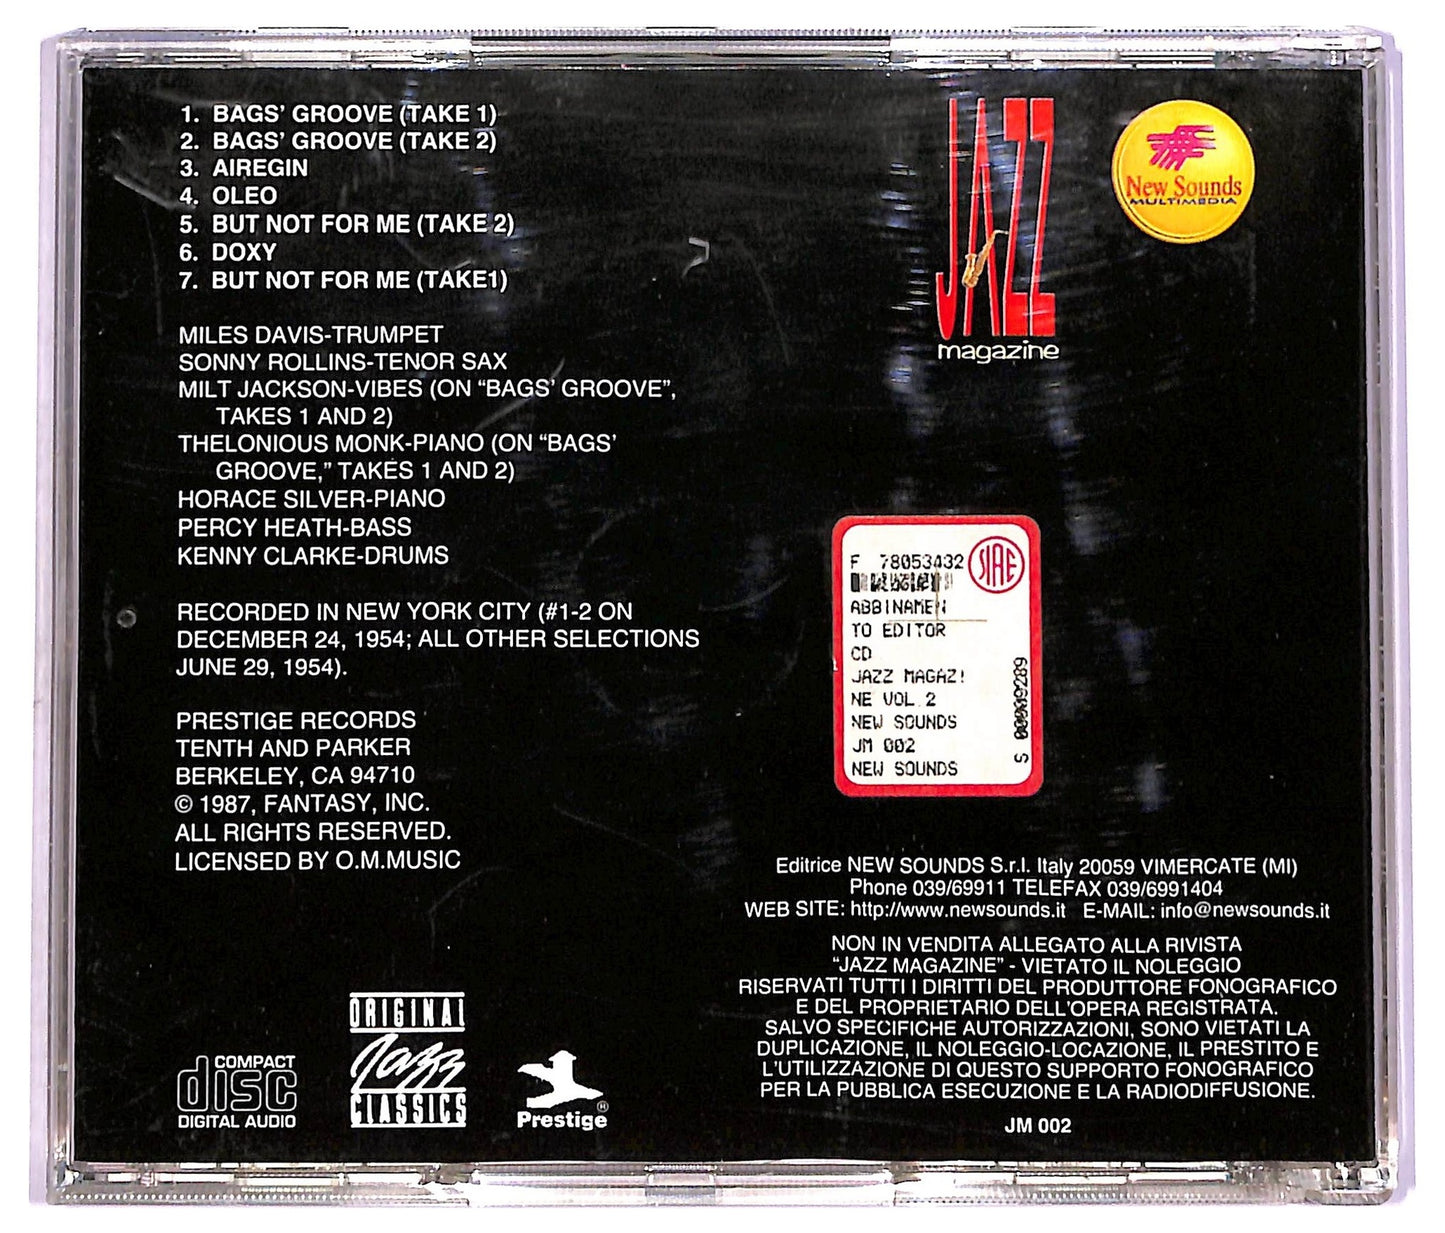 1. BAGS' GROOVE (TAKE 1)
2. BAGS' GROOVE (TAKE 2)
3. AIREGIN
4. OLEO
5. BUT NOT FOR ME (TAKE 2)
6. DOXY
7. BUT NOT FOR ME (TAKE1)
MILES DAVIS-TRUMPET
SONNY ROLLINS-TENOR SAX
MILT JACKSON-VIBES (ON “BAGS' GROOVE”,
TAKES 1 AND 2)
THELONIOUS MONK-PIANO (ON “BAGS'
GROOVE,” TAKES 1 AND 2)
HORACE SILVER-PIANO
PERCY HEATH-BASS
KENNY CLARKE-DRUMS
RECORDED IN NEW YORK CITY (#1-2 ON
DECEMBER 24, 1954; ALL OTHER SELECTIONS
JUNE 29, 1954).
PRESTIGE RECORDS
TENTH AND PARKER
BERKELEY, CA 94710
© 1987, FANTASY, INC.
ALL RIGHTS RESERVED.
LICENSED BY O.M.MUSIC
COMPACT
disc
DIGITAL AUDIO
ORIGINAL
Jazz
CLASSICS
Prestige®
JAZZ
magazine
New Sounds
MULTIMEDIA
F 78053432
SIAE
ABBINAMEN
TO EDITOR
CD
JAZZ MAGAZI
NE VOL.2
NEW SOUNDS
JM 002
NEW SOUNDS
S 00009289
Editrice NEW SOUNDS S.r.l. Italy 20059 VIMERCATE (MI)
Phone 039/69911 TELEFAX 039/6991404
WEB SITE: http://www.newsounds.it E-MAIL: info@newsounds.it
NON IN VENDITA ALLEGATO ALLA RIVISTA
“JAZZ MAGAZINE” - VIETATO IL NOLEGGIO
RISERVATI TUTTI I DIRITTI DEL PRODUTTORE FONOGRAFICO
E DEL PROPRIETARIO DELL'OPERA REGISTRATA.
SALVO SPECIFICHE AUTORIZZAZIONI, SONO VIETATI LA
DUPLICAZIONE, IL NOLEGGIO-LOCAZIONE, IL PRESTITO E
L'UTILIZZAZIONE DI QUESTO SUPPORTO FONOGRAFICO
PER LA PUBBLICA ESECUZIONE E LA RADIODIFFUSIONE.
JM 002